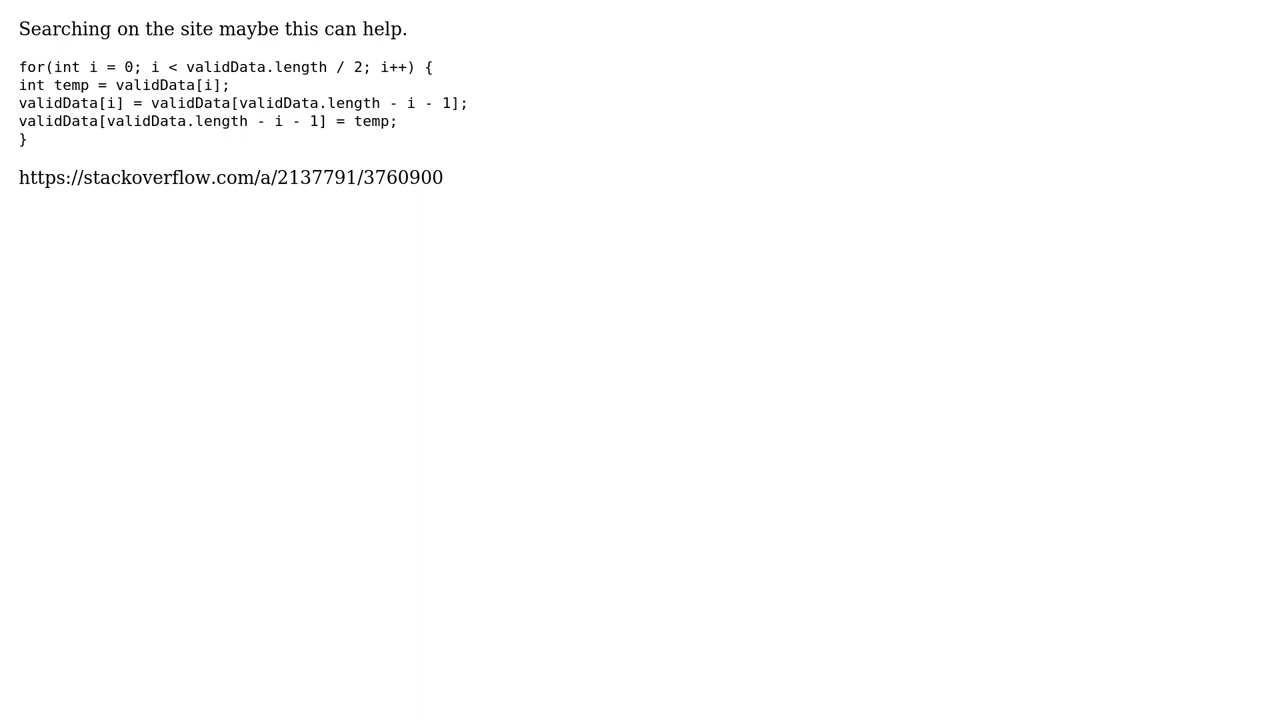 Searching on the site maybe this can help.
for(int i = 0; i < validData.length / 2; i++) {
int temp = validData[i];
validData[i] = validData[validData.length - i - 1];
validData[validData.length - i - 1] = temp;
}
https://stackoverflow.com/a/2137791/3760900